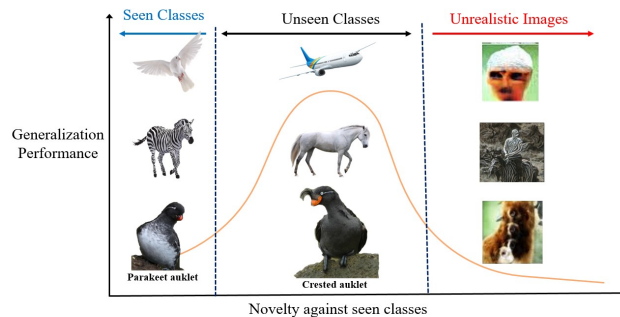 Seen Classes
Unseen Classes
Unrealistic Images
Generalization
Performance
Parakeet auklet
Crested auklet
Novelty against seen classes